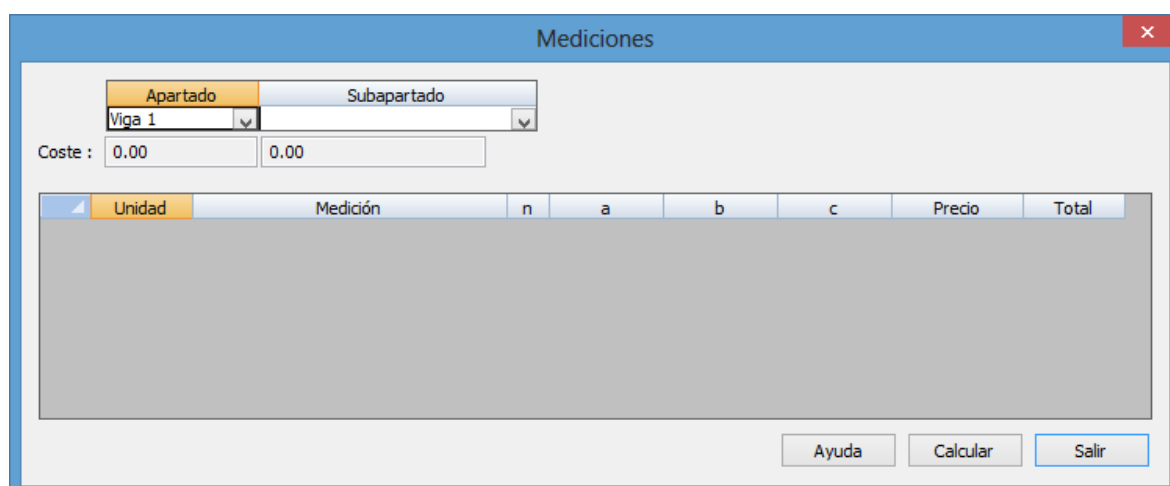 Mediciones
Apartado Subapartado
Viga 1
Coste : 0.00 0.00
Unidad Medición n a b c Precio Total
Ayuda Calcular Salir